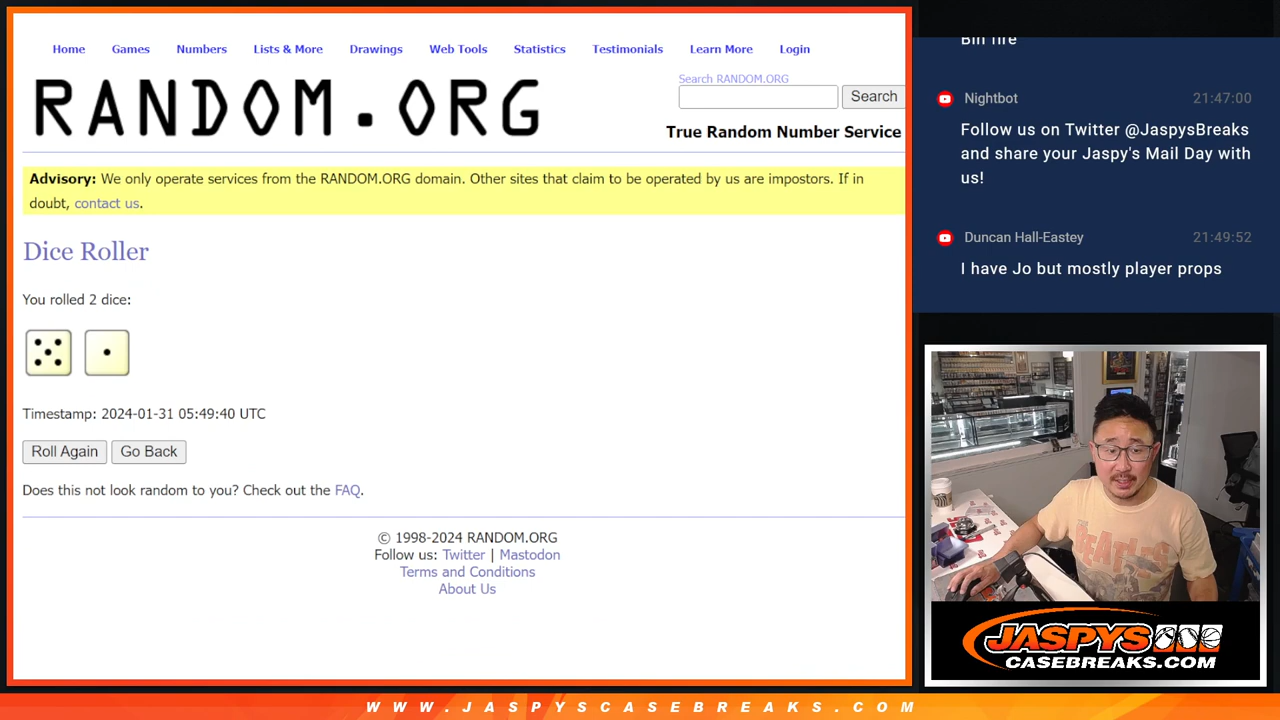 Home Games Numbers Lists & More Drawings Web Tools Statistics Testimonials Learn More Login
RANDOM.ORG
Search RANDOM.ORG
Search
True Random Number Service
Advisory: We only operate services from the RANDOM.ORG domain. Other sites that claim to be operated by us are impostors. If in
doubt, contact us.
Dice Roller
You rolled 2 dice:
Timestamp: 2024-01-31 05:49:40 UTC
Roll Again Go Back
Does this not look random to you? Check out the FAQ.
© 1998-2024 RANDOM.ORG
Follow us: Twitter | Mastodon
Terms and Conditions
About Us
Bin fire
Nightbot 21:47:00
Follow us on Twitter @JaspysBreaks
and share your Jaspy's Mail Day with
us!
Duncan Hall-Eastey 21:49:52
I have Jo but mostly player props
BEATLES
JASPYS
CASEBREAKS.COM
WWW.JASPYSCASEBREAKS.COM